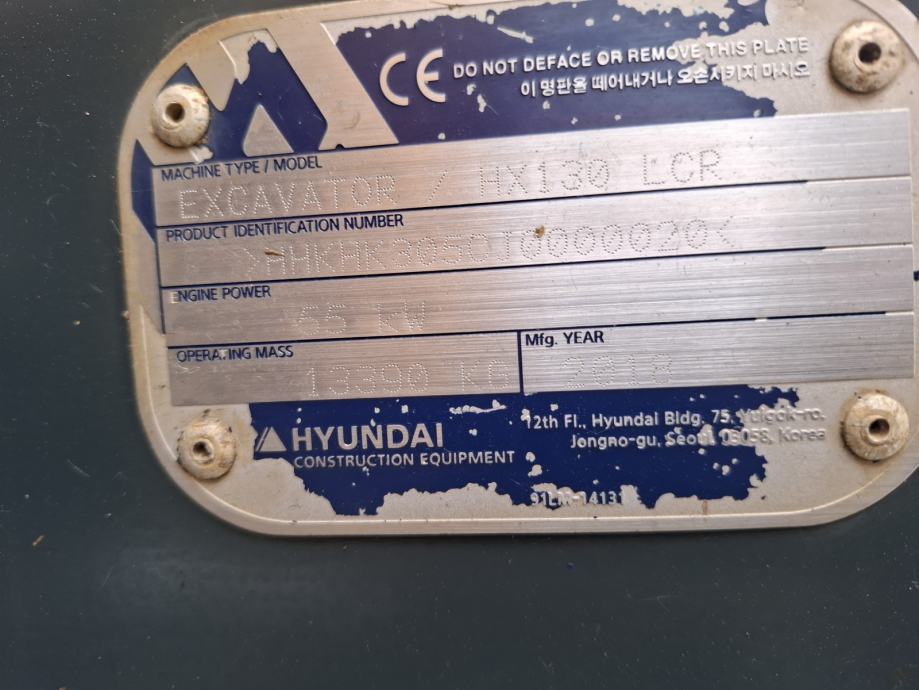 CE DO NOT DEFACE OR REMOVE THIS PLATE
이 명판을 떼어내거나 오손시키지 마시오
MACHINE TYPE / MODEL
EXCAVATOR / HX130 LCR
PRODUCT IDENTIFICATION NUMBER
>HHKHK305CJ0000020<
ENGINE POWER
55 kW
OPERATING MASS
13390 KG
Mfg. YEAR
2018
HYUNDAI
CONSTRUCTION EQUIPMENT
12th Fl., Hyundai Bldg. 75, Yulgok-ro,
Jongno-gu, Seoul 03058, Korea